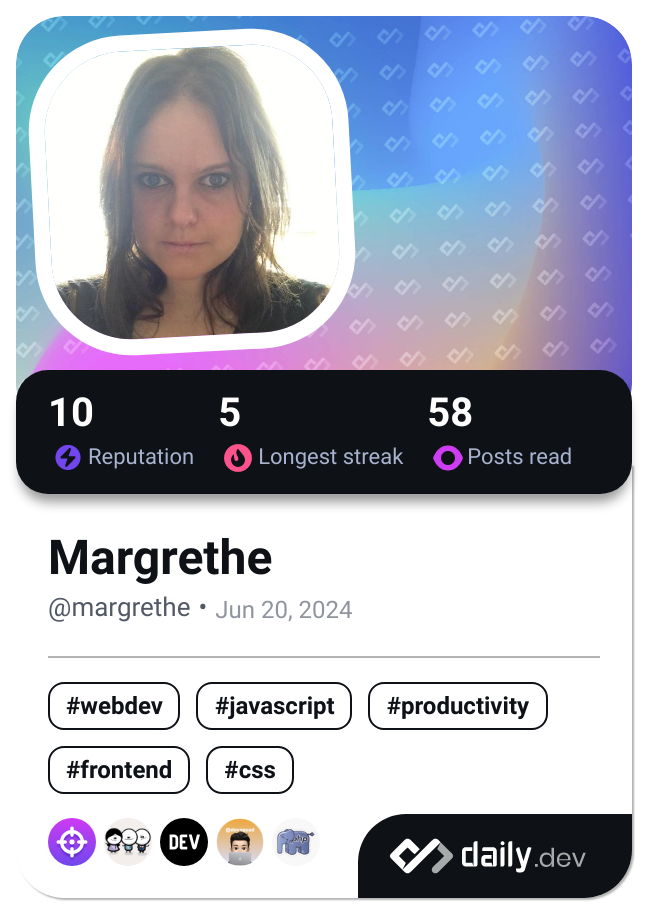 10 5 58
Reputation Longest streak Posts read
Margrethe
@margrethe • Jun 20, 2024
#webdev #javascript #productivity
#frontend #css
DEV php
daily.dev